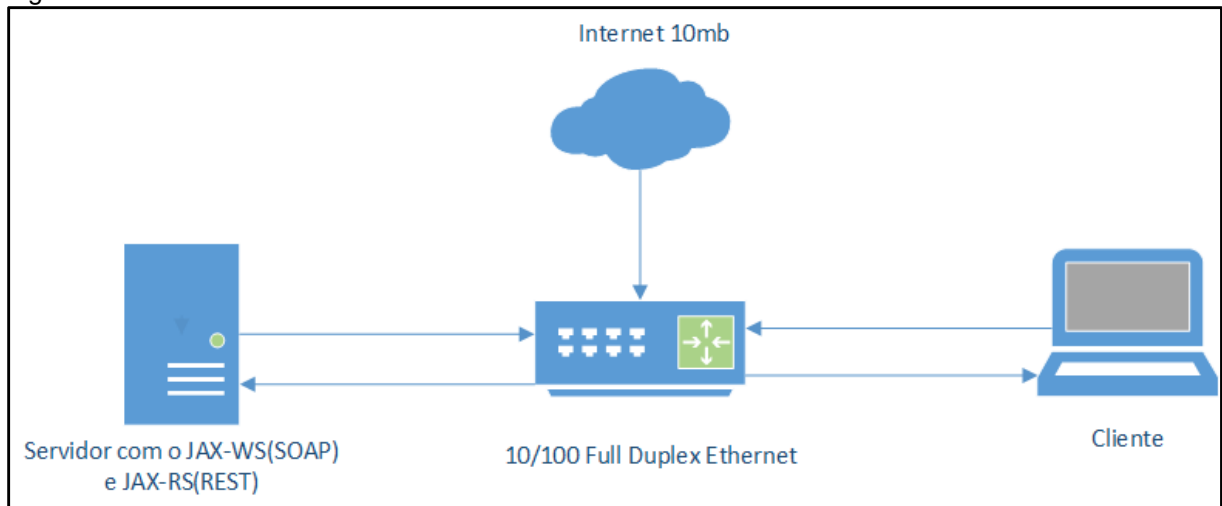 Internet 10mb
Servidor com o JAX-WS(SOAP)
e JAX-RS(REST)
10/100 Full Duplex Ethernet
Cliente